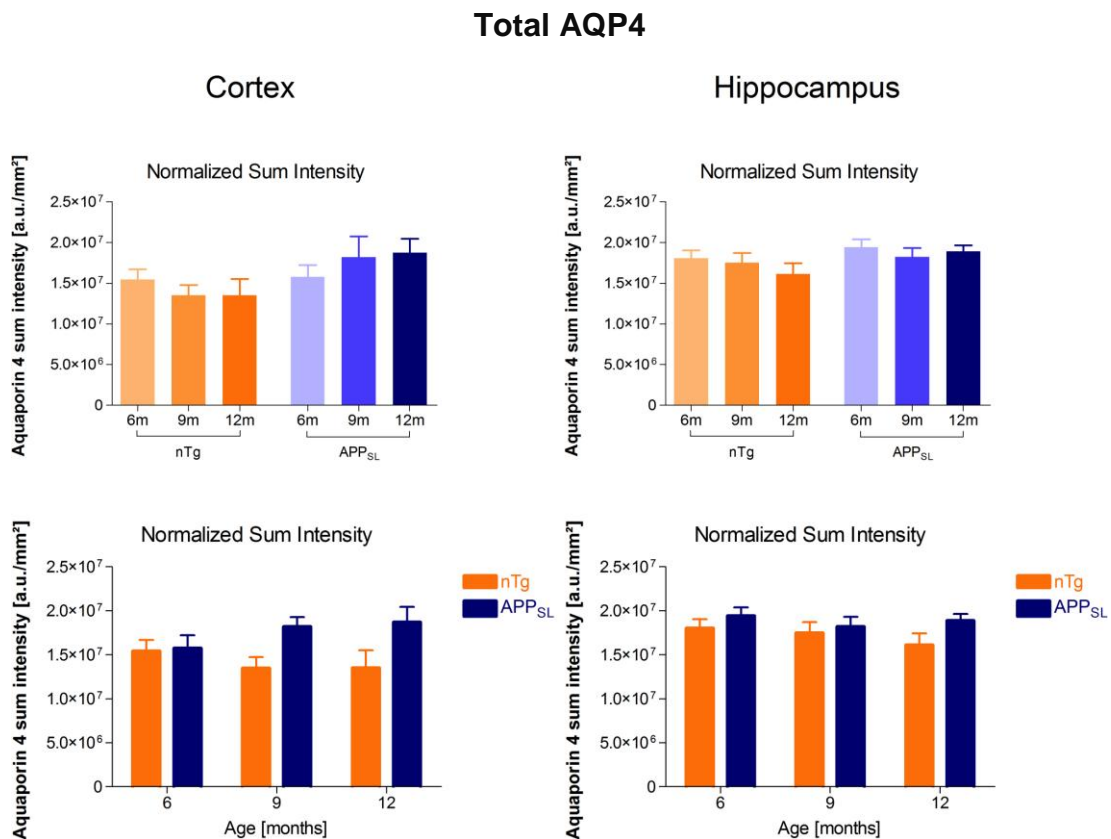 Total AQP4
Cortex
Hippocampus
Normalized Sum Intensity
Aquaporin 4 sum intensity [a.u./mm²]
2.5×10⁷
2.0×10⁷
1.5×10⁷
1.0×10⁷
5.0×10⁶
0
6m 9m 12m 6m 9m 12m
nTg APP_SL
Normalized Sum Intensity
Aquaporin 4 sum intensity [a.u./mm²]
2.5×10⁷
2.0×10⁷
1.5×10⁷
1.0×10⁷
5.0×10⁶
0
6m 9m 12m 6m 9m 12m
nTg APP_SL
Normalized Sum Intensity
Aquaporin 4 sum intensity [a.u./mm²]
2.5×10⁷
2.0×10⁷
1.5×10⁷
1.0×10⁷
5.0×10⁶
0
6 9 12
Age [months]
nTg
APP_SL
Normalized Sum Intensity
Aquaporin 4 sum intensity [a.u./mm²]
2.5×10⁷
2.0×10⁷
1.5×10⁷
1.0×10⁷
5.0×10⁶
0
6 9 12
Age [months]
nTg
APP_SL